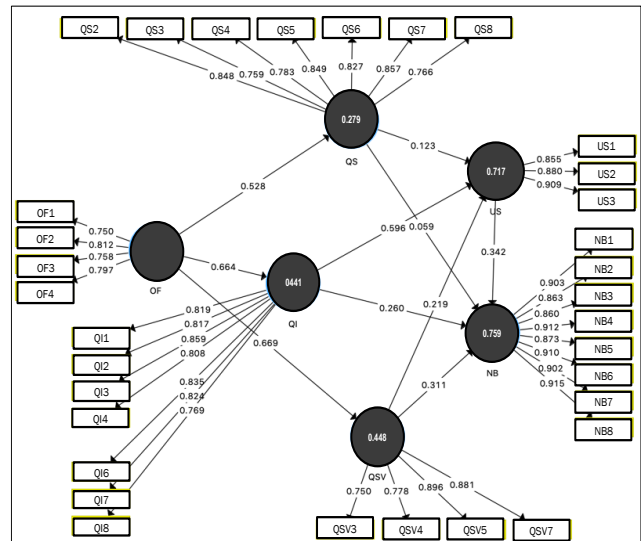 QS2 QS3 QS4 QS5 QS6 QS7 QS8
0.848 0.759 0.783 0.849 0.827 0.857 0.766
0.279
QS
0.123
0.528
0.717
US
0.855 US1
0.880 US2
0.909 US3
OF1 0.750
OF2 0.812
OF3 0.758
OF4 0.797
OF
0.664
0.596
0.059
0.342
0.219
0441
QI
0.260
0.669
0.311
0.759
NB
NB1
NB2
NB3
NB4
NB5
NB6
NB7
NB8
0.903
0.863
0.860
0.912
0.873
0.910
0.902
0.915
QI1 0.819
QI2 0.817
QI3 0.859
QI4 0.808
QI6 0.835
QI7 0.824
QI8 0.769
0.448
QSV
0.750 0.778 0.896 0.881
QSV3 QSV4 QSV5 QSV7